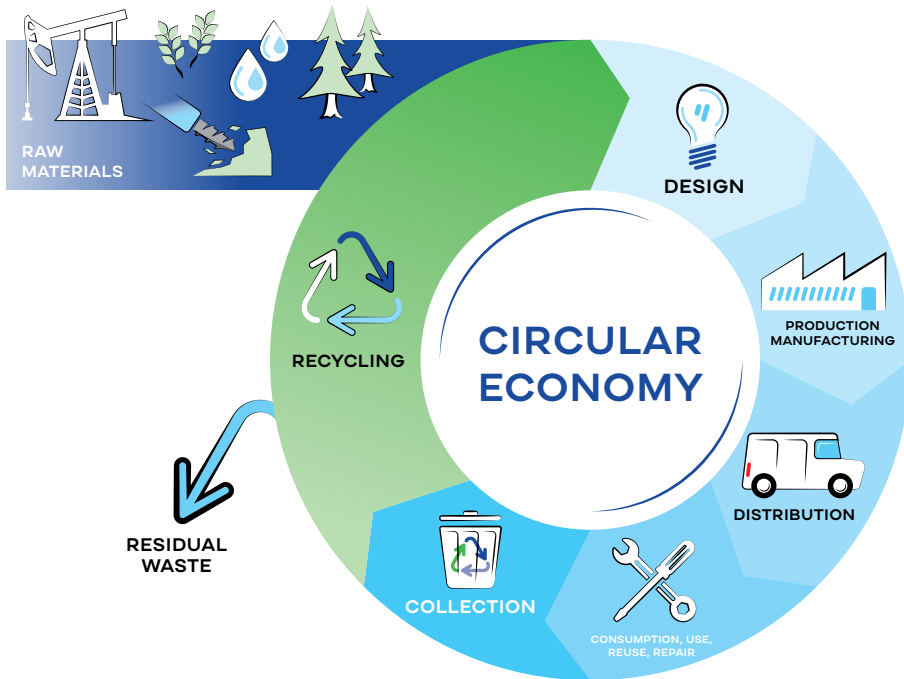 RAW
MATERIALS
DESIGN
PRODUCTION
MANUFACTURING
DISTRIBUTION
CONSUMPTION, USE,
REUSE, REPAIR
COLLECTION
RECYCLING
RESIDUAL
WASTE
CIRCULAR
ECONOMY